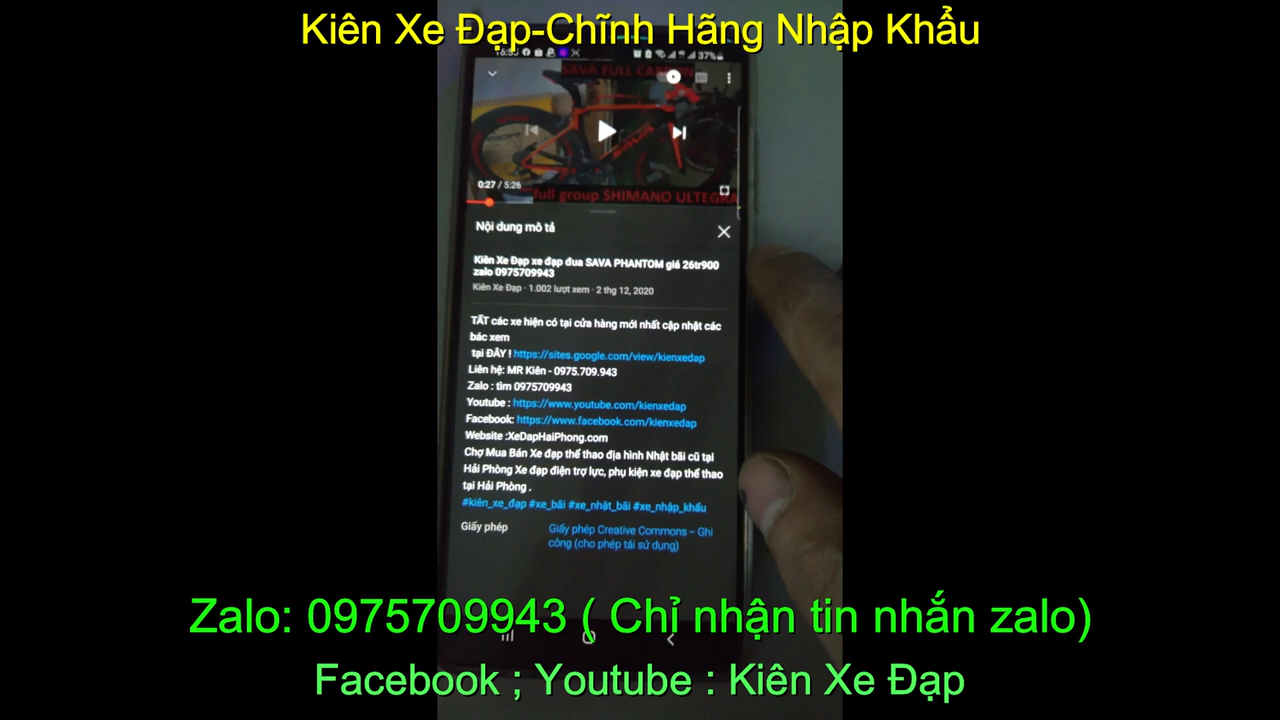 Kiên Xe Đạp-Chĩnh Hãng Nhập Khẩu
37%
SAVA FULL CARBON
SAVA
0:27 / 5:26
full group SHIMANO ULTEGRA
Nội dung mô tả
Kiên Xe Đạp xe đạp đua SAVA PHANTOM giá 26tr900
zalo 0975709943
Kiên Xe Đạp · 1.002 lượt xem · 2 thg 12, 2020
TẤT các xe hiện có tại cửa hàng mới nhất cập nhật các
bác xem
tại ĐÂY ! https://sites.google.com/view/kienxedap
Liên hệ: MR Kiên - 0975.709.943
Zalo : tìm 0975709943
Youtube : https://www.youtube.com/kienxedap
Facebook: https://www.facebook.com/kienxedap
Website :XeDapHaiPhong.com
Chợ Mua Bán Xe đạp thể thao địa hình Nhật bãi cũ tại
Hải Phòng Xe đạp điện trợ lực, phụ kiện xe đạp thể thao
tại Hải Phòng .
#kiên_xe_đạp #xe_bãi #xe_nhật_bãi #xe_nhập_khẩu
Giấy phép Giấy phép Creative Commons – Ghi
công (cho phép tái sử dụng)
Zalo: 0975709943 ( Chỉ nhận tin nhắn zalo)
Facebook ; Youtube : Kiên Xe Đạp